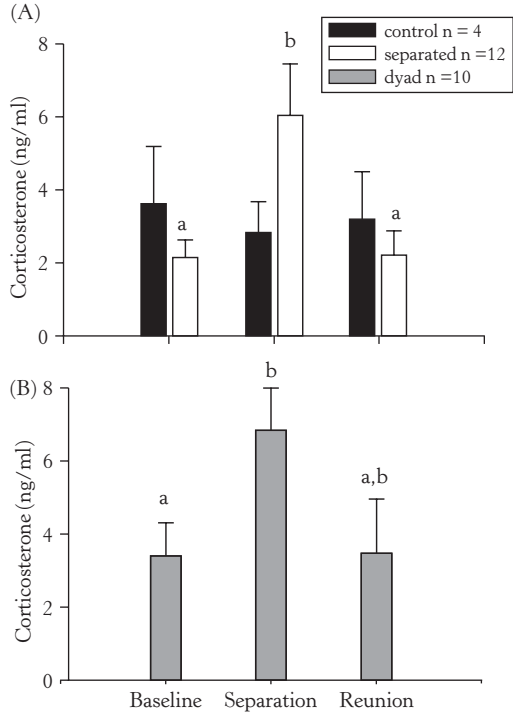 (A)
8
6
4
2
0
Corticosterone (ng/ml)
control n = 4
separated n =12
dyad n =10
a
b
a
(B)
8
6
4
2
0
Corticosterone (ng/ml)
a
b
a,b
Baseline Separation Reunion